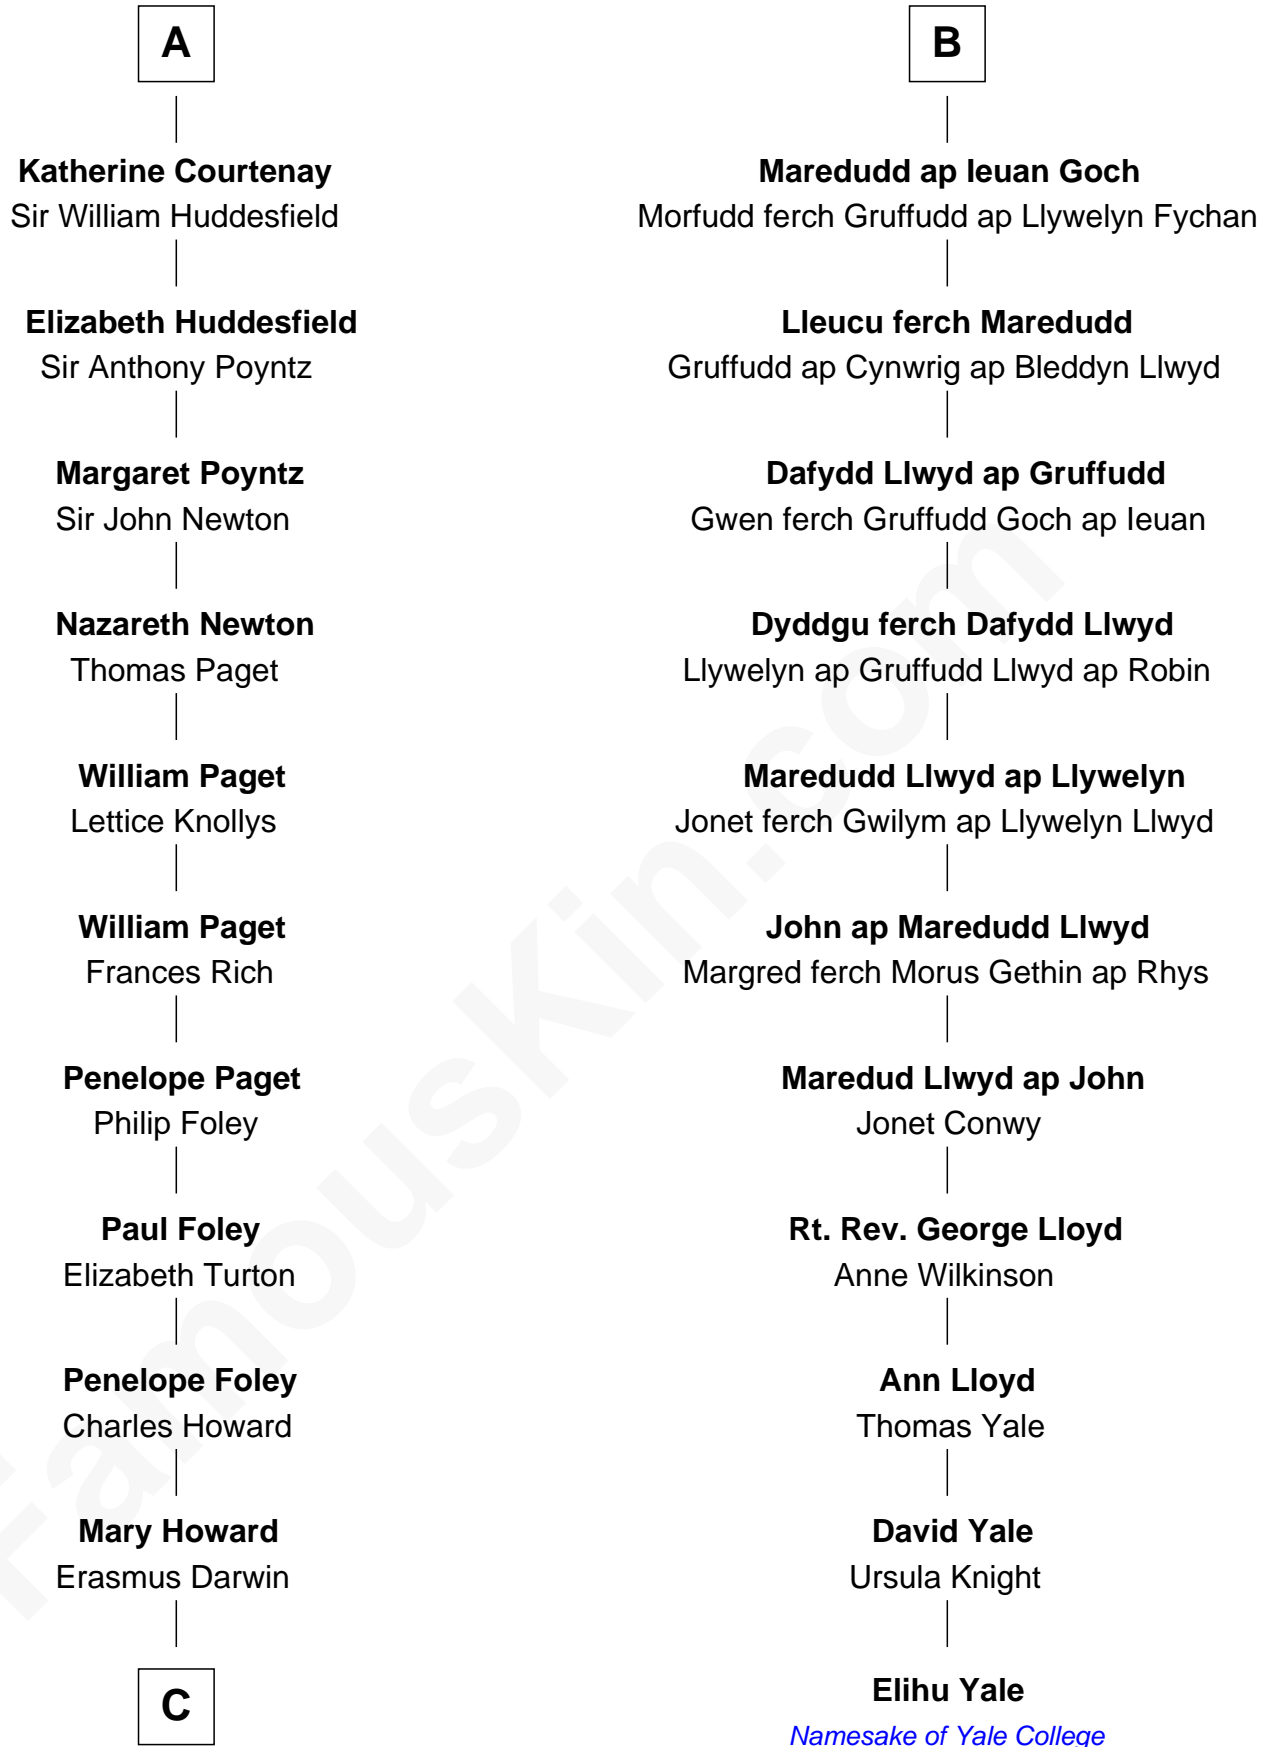 A
Katherine Courtenay
Sir William Huddesfield
Elizabeth Huddesfield
Sir Anthony Poyntz
Margaret Poyntz
Sir John Newton
Nazareth Newton
Thomas Paget
William Paget
Lettice Knollys
William Paget
Frances Rich
Penelope Paget
Philip Foley
Paul Foley
Elizabeth Turton
Penelope Foley
Charles Howard
Mary Howard
Erasmus Darwin
C
B
Maredudd ap Ieuan Goch
Morfudd ferch Gruffudd ap Llywelyn Fychan
Lleucu ferch Maredudd
Gruffudd ap Cynwrig ap Bleddyn Llwyd
Dafydd Llwyd ap Gruffudd
Gwen ferch Gruffudd Goch ap Ieuan
Dyddgu ferch Dafydd Llwyd
Llywelyn ap Gruffudd Llwyd ap Robin
Maredudd Llwyd ap Llywelyn
Jonet ferch Gwilym ap Llywelyn Llwyd
John ap Maredudd Llwyd
Margred ferch Morus Gethin ap Rhys
Maredud Llwyd ap John
Jonet Conwy
Rt. Rev. George Lloyd
Anne Wilkinson
Ann Lloyd
Thomas Yale
David Yale
Ursula Knight
Elihu Yale
Namesake of Yale College
FamousKin.com